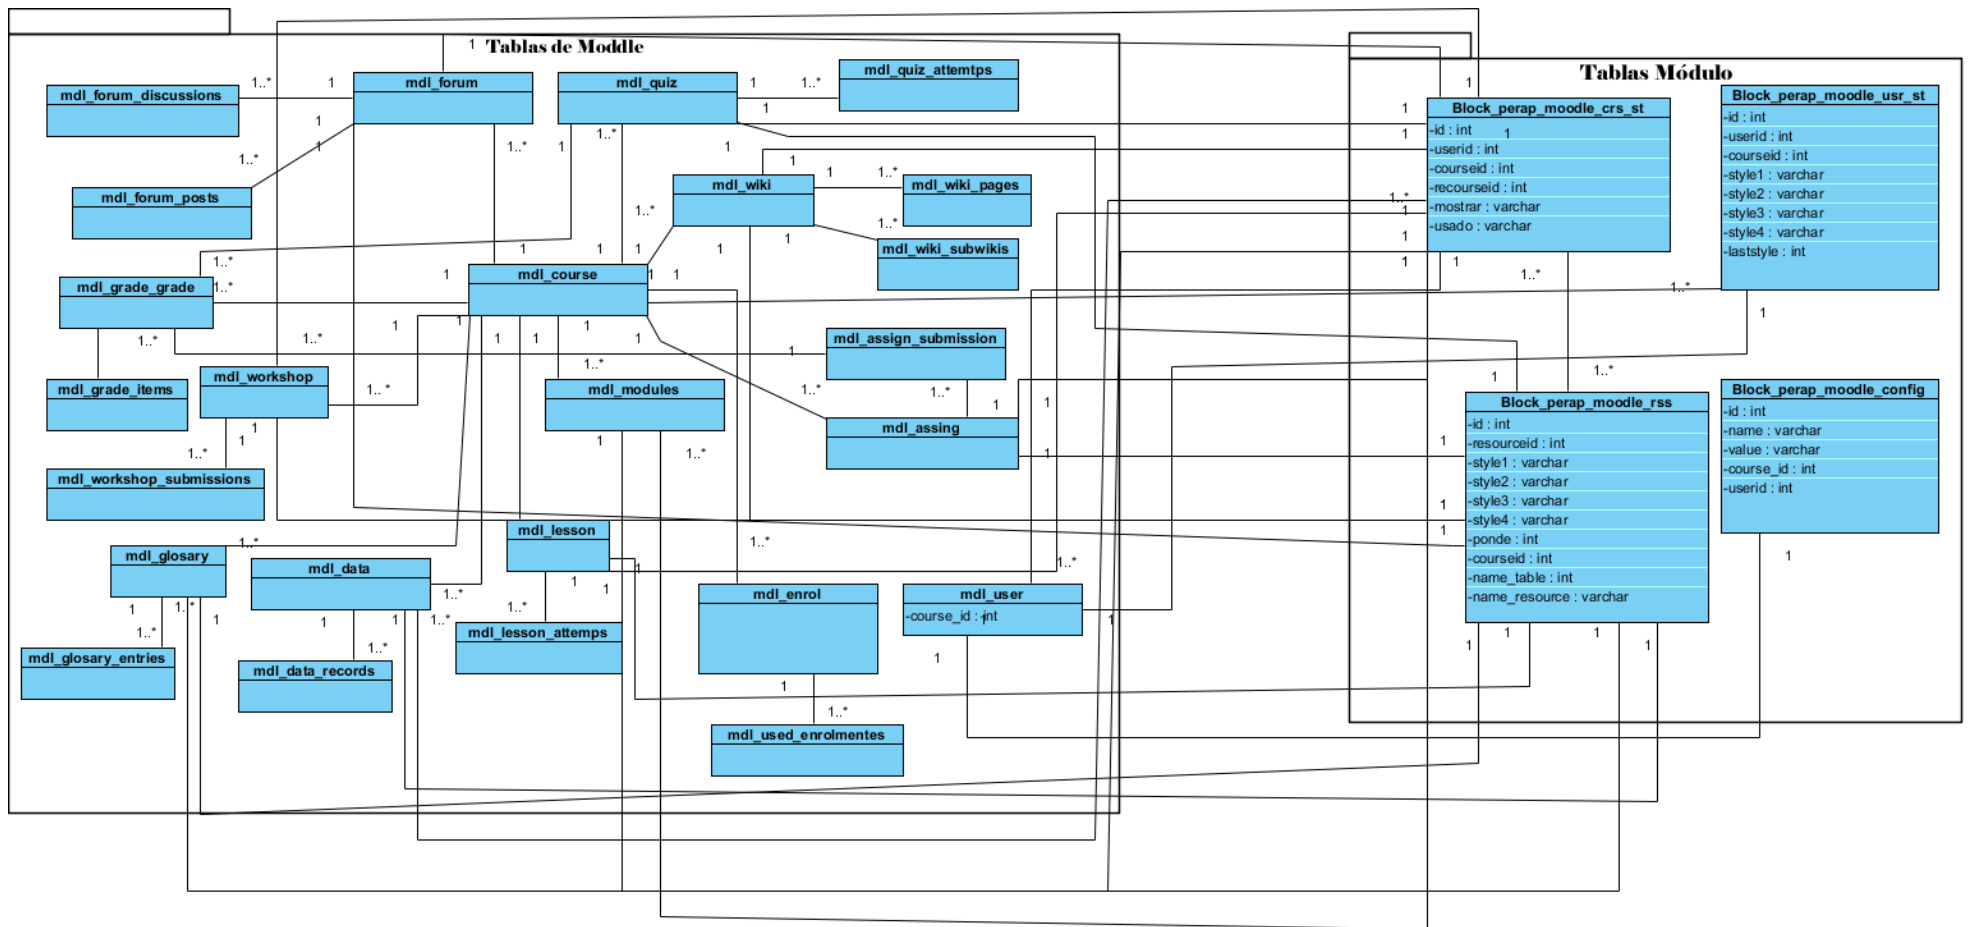 Tablas de Moddle
mdl_forum
mdl_quiz
mdl_quiz_attemtps
mdl_forum_discussions
mdl_forum_posts
mdl_wiki
mdl_wiki_pages
mdl_wiki_subwikis
mdl_course
mdl_grade_grade
mdl_grade_items
mdl_workshop
mdl_workshop_submissions
mdl_modules
mdl_assign_submission
mdl_assing
mdl_glosary
mdl_glosary_entries
mdl_data
mdl_data_records
mdl_lesson
mdl_lesson_attemps
mdl_enrol
mdl_used_enrolmentes
mdl_user
-course_id : int
Tablas Módulo
Block_perap_moodle_crs_st
-id : int
-userid : int
-courseid : int
-recourseid : int
-mostrar : varchar
-usado : varchar
Block_perap_moodle_usr_st
-id : int
-userid : int
-courseid : int
-style1 : varchar
-style2 : varchar
-style3 : varchar
-style4 : varchar
-laststyle : int
Block_perap_moodle_rss
-id : int
-resourceid : int
-style1 : varchar
-style2 : varchar
-style3 : varchar
-style4 : varchar
-ponde : int
-courseid : int
-name_table : int
-name_resource : varchar
Block_perap_moodle_config
-id : int
-name : varchar
-value : varchar
-course_id : int
-userid : int